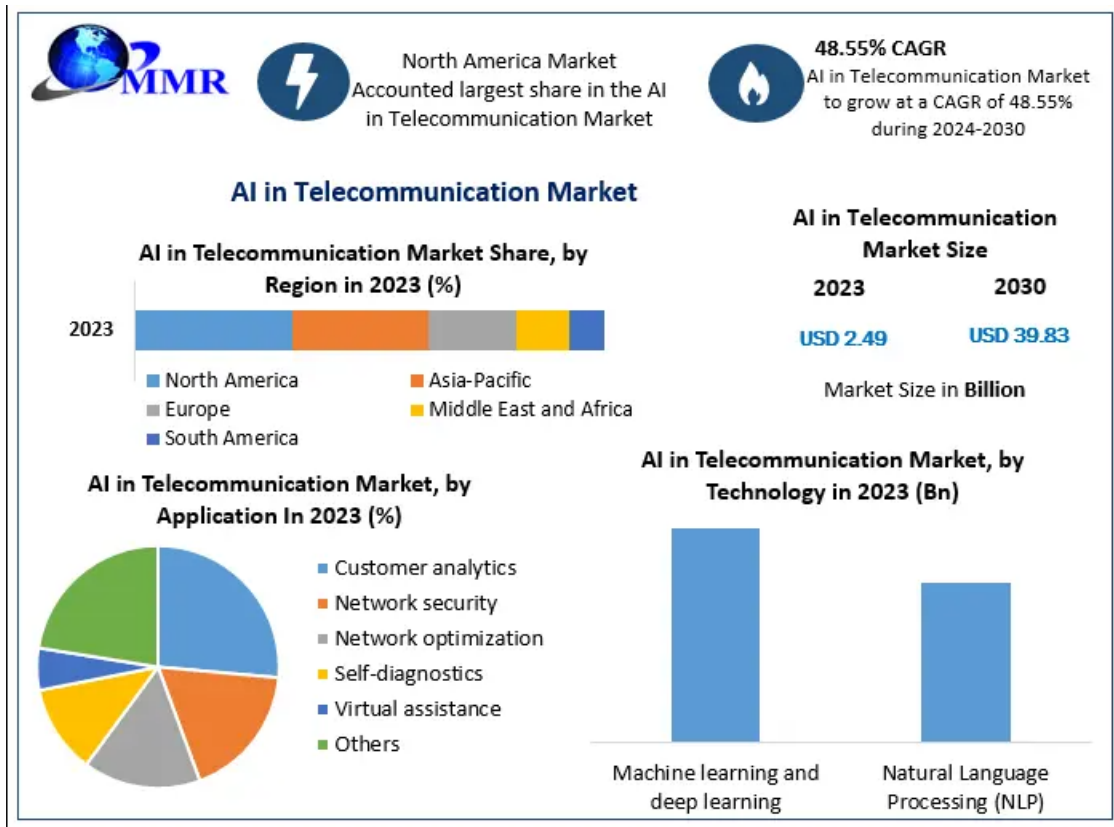 MMR
North America Market
Accounted largest share in the AI
in Telecommunication Market
48.55% CAGR
AI in Telecommunication Market
to grow at a CAGR of 48.55%
during 2024-2030
AI in Telecommunication Market
AI in Telecommunication Market Share, by
Region in 2023 (%)
2023
North America
Asia-Pacific
Europe
Middle East and Africa
South America
AI in Telecommunication
Market Size
2023
2030
USD 2.49
USD 39.83
Market Size in Billion
AI in Telecommunication Market, by
Application In 2023 (%)
Customer analytics
Network security
Network optimization
Self-diagnostics
Virtual assistance
Others
AI in Telecommunication Market, by
Technology in 2023 (Bn)
Machine learning and
deep learning
Natural Language
Processing (NLP)